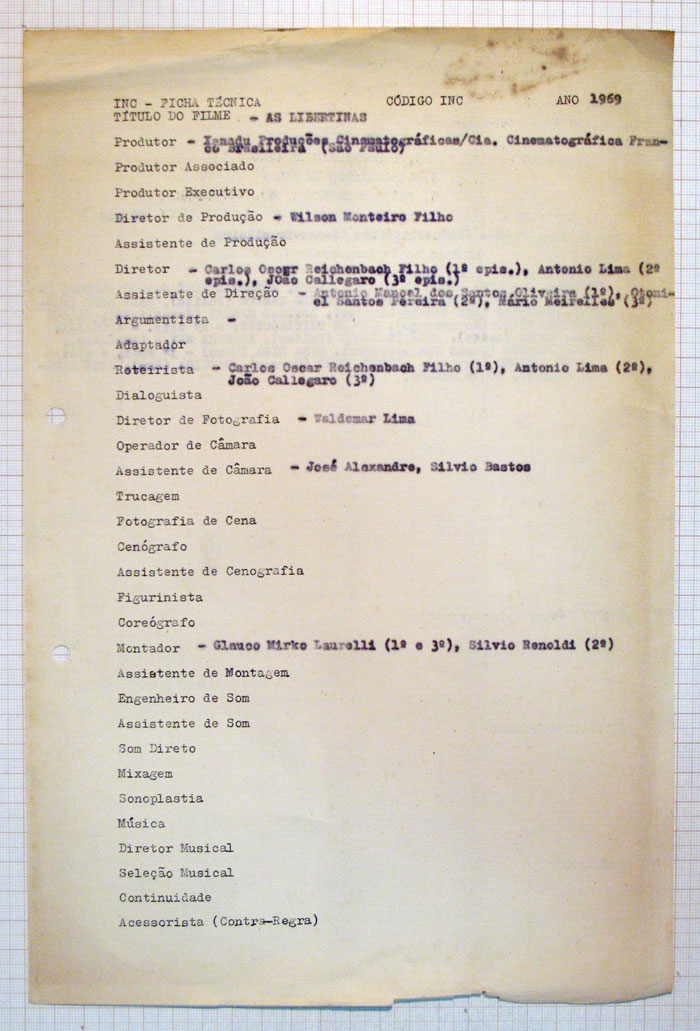 INC - FICHA TÉCNICA CÓDIGO INC ANO 1969
TÍTULO DO FILME - AS LIBERTINAS
Produtor - Xanadu Produções Cinematográficas/Cia. Cinematográfica Fran-
co Brasileira (São Paulo)
Produtor Associado
Produtor Executivo
Diretor de Produção - Wilson Monteiro Filho
Assistente de Produção
Diretor - Carlos Oscar Reichenbach Filho (1º epis.), Antonio Lima (2º
epis.), JOão Callegaro (3º epis.)
Assistente de Direção - Antonio Manoel dos Santos Oliveira (1º), Otoni-
el Santos Pereira (2º), Mário Meirelles (3º)
Argumentista -
Adaptador
Roteirista - Carlos Oscar Reichenbach Filho (1º), Antonio Lima (2º),
João Callegaro (3º)
Dialoguista
Diretor de Fotografia - Waldemar Lima
Operador de Câmara
Assistente de Câmara - José Alexandre, Silvio Bastos
Trucagem
Fotografia de Cena
Cenógrafo
Assistente de Cenografia
Figurinista
Coreógrafo
Montador - Glauco Mirko Laurelli (1º e 3º), Silvio Renoldi (2º)
Assistente de Montagem
Engenheiro de Som
Assistente de Som
Som Direto
Mixagem
Sonoplastia
Música
Diretor Musical
Seleção Musical
Continuidade
Acessorista (Contra-Regra)